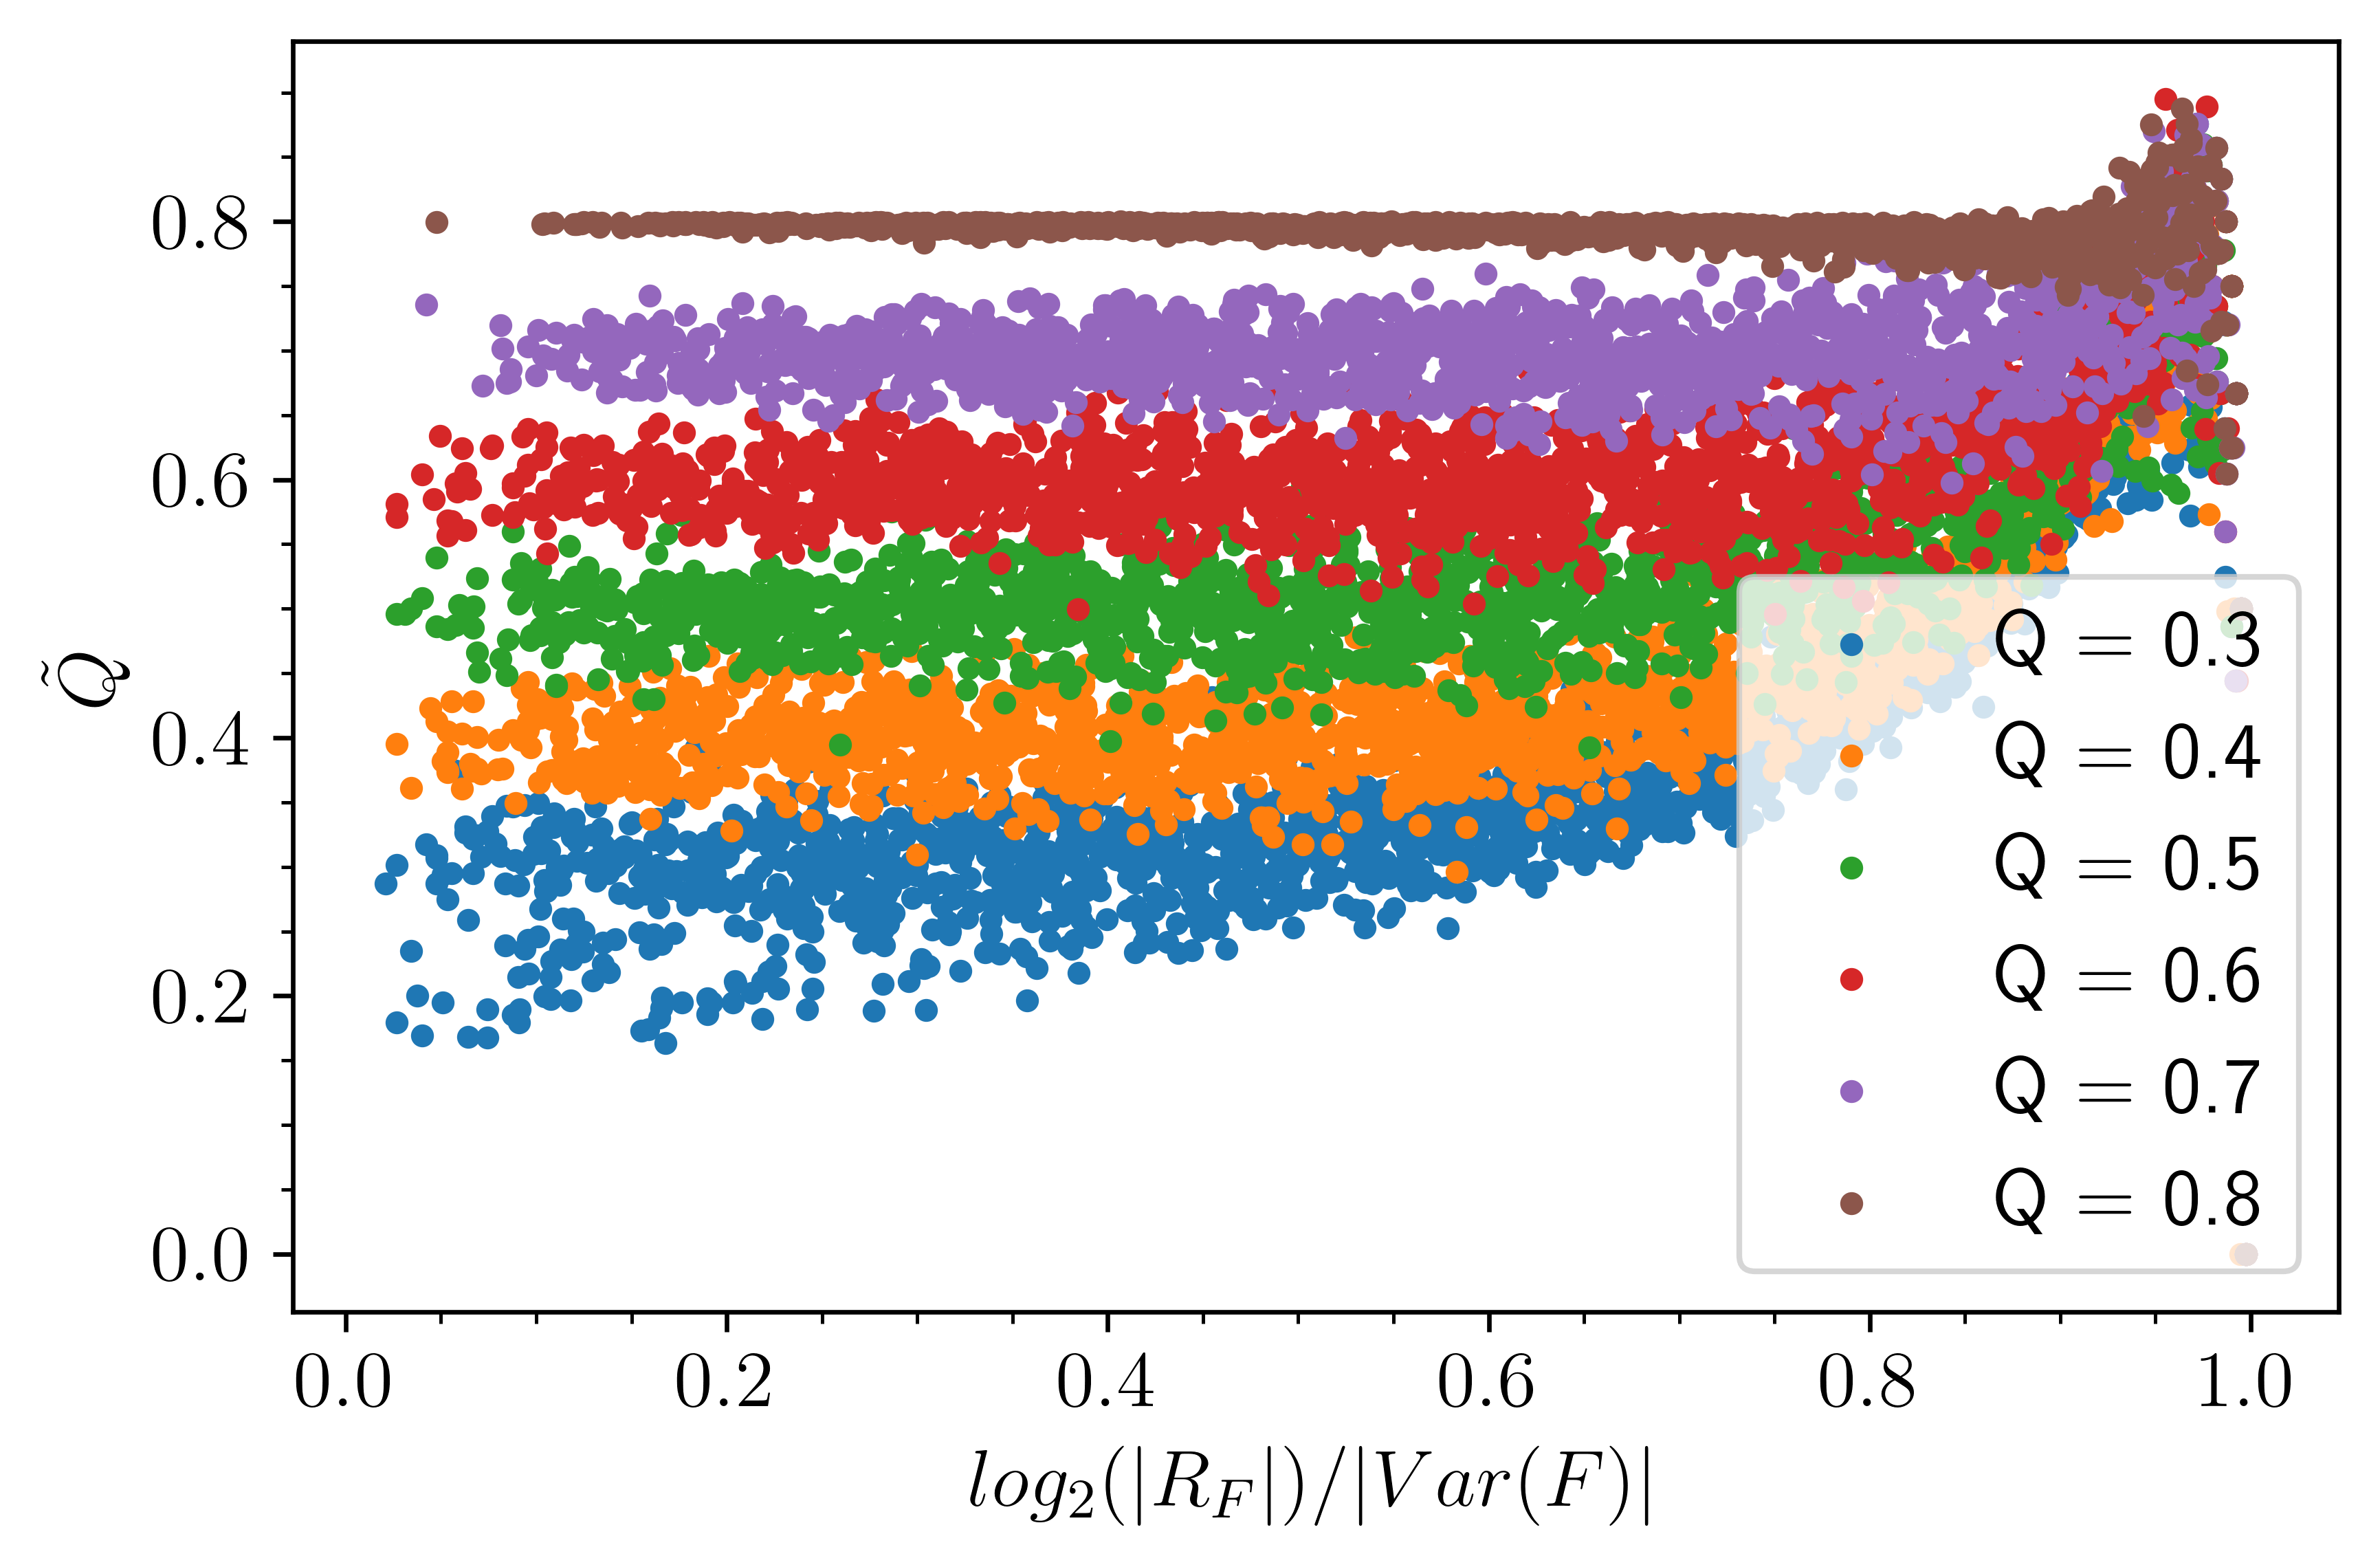 0.8
0.6
0.4
0.2
0.0
Q̃
0.0 0.2 0.4 0.6 0.8 1.0
log₂(|R_F|)/|Var(F)|
Q = 0.3
Q = 0.4
Q = 0.5
Q = 0.6
Q = 0.7
Q = 0.8